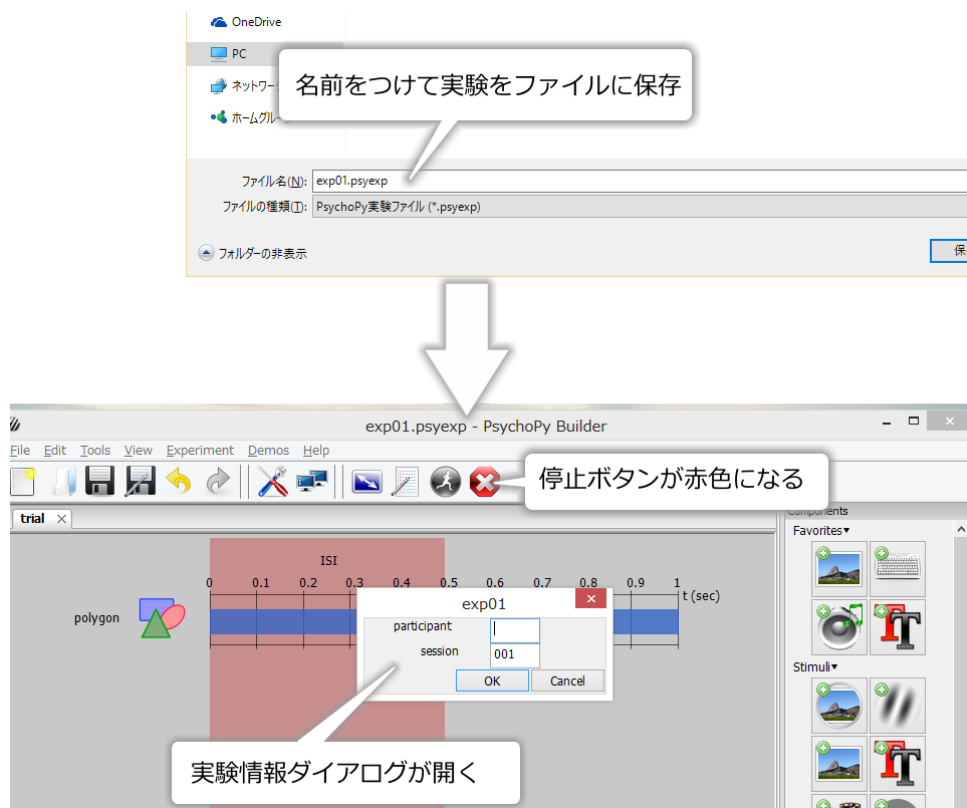 OneDrive
PC
名前をつけて実験をファイルに保存
ネットワー
ホームグルー
ファイル名(N): exp01.psyexp
ファイルの種類(T): PsychoPy実験ファイル (*.psyexp)
フォルダーの非表示
保
exp01.psyexp - PsychoPy Builder
File Edit Tools View Experiment Demos Help
停止ボタンが赤色になる
trial
Components
Favorites
ISI
0 0.1 0.2 0.3 0.4 0.5 0.6 0.7 0.8 0.9 1
t (sec)
polygon
exp01
participant
session 001
OK Cancel
Stimuli
実験情報ダイアログが開く